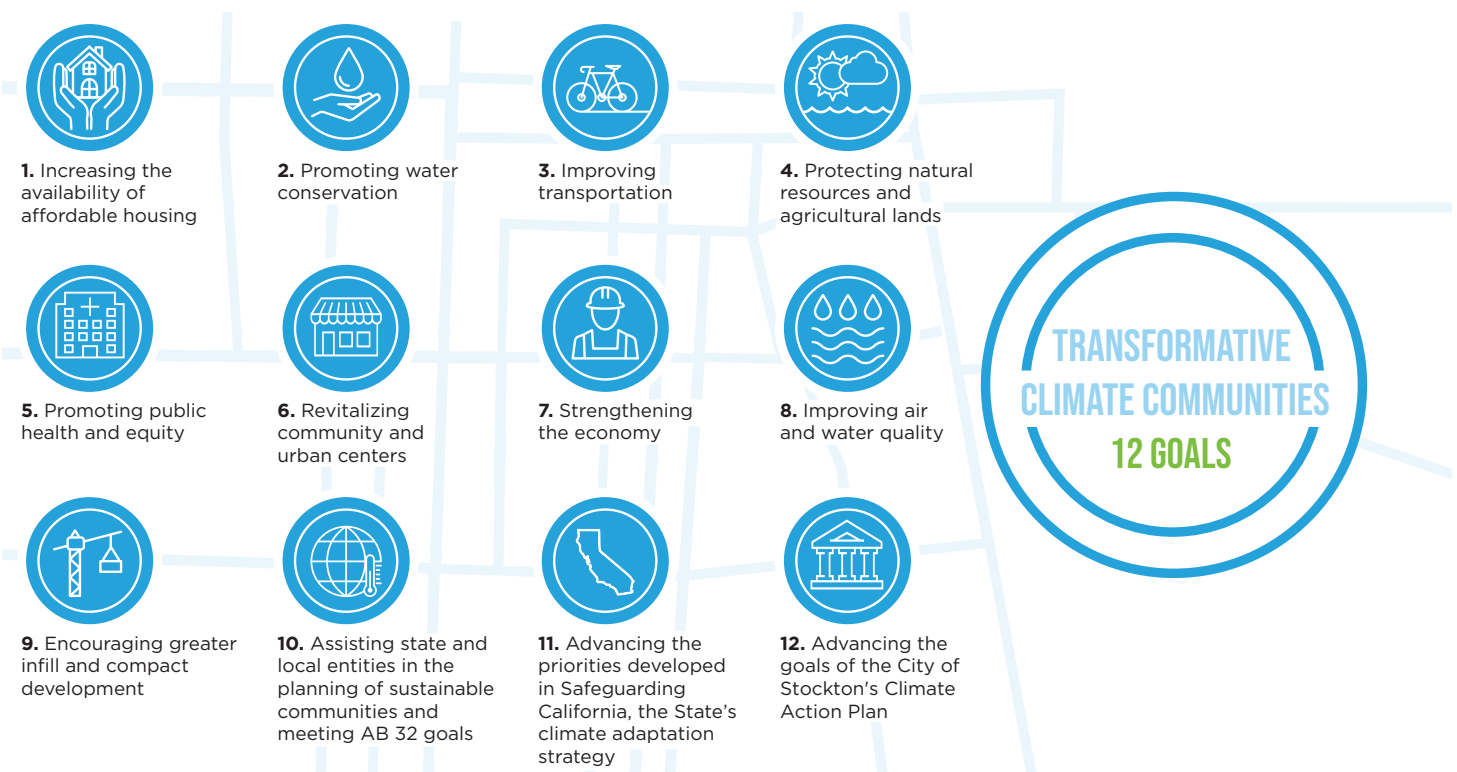 1. Increasing the
availability of
affordable housing
2. Promoting water
conservation
3. Improving
transportation
4. Protecting natural
resources and
agricultural lands
5. Promoting public
health and equity
6. Revitalizing
community and
urban centers
7. Strengthening
the economy
8. Improving air
and water quality
9. Encouraging greater
infill and compact
development
10. Assisting state and
local entities in the
planning of sustainable
communities and
meeting AB 32 goals
11. Advancing the
priorities developed
in Safeguarding
California, the State’s
climate adaptation
strategy
12. Advancing the
goals of the City of
Stockton's Climate
Action Plan
TRANSFORMATIVE
CLIMATE COMMUNITIES
12 GOALS